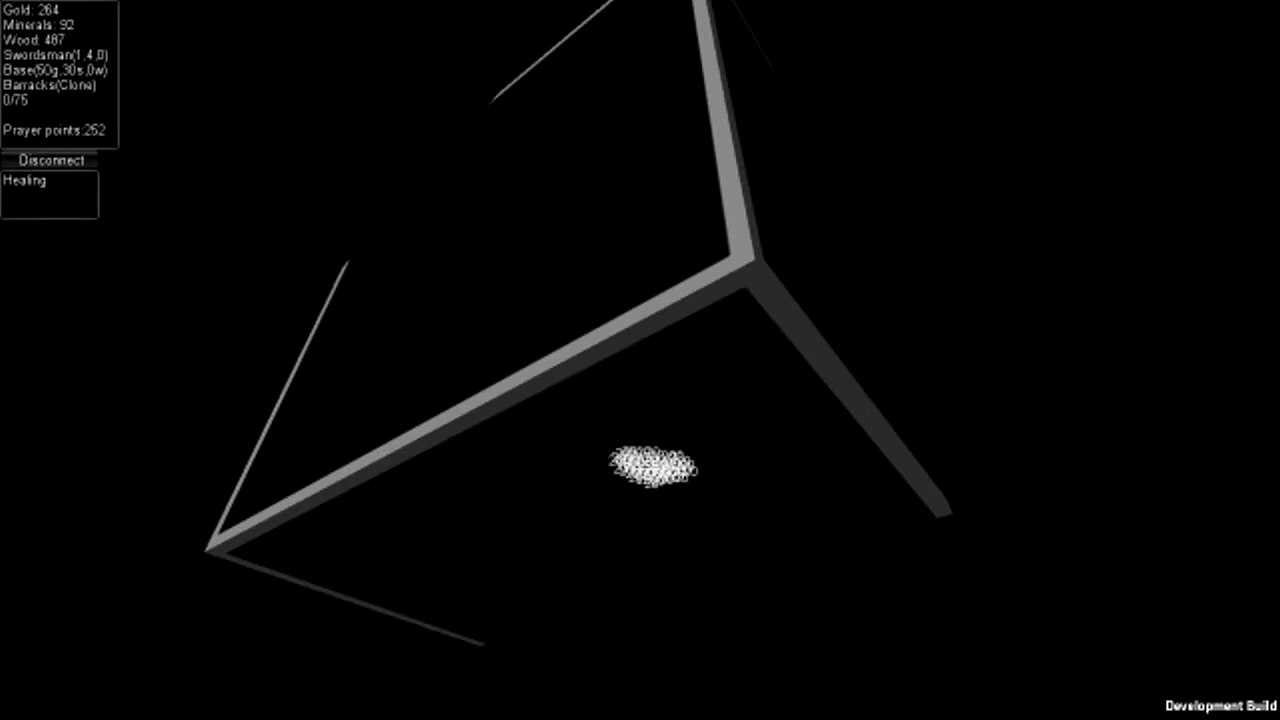 Gold: 264
Minerals: 92
Wood: 487
Swordsman(1,4,0)
Base(50g,30s,0w)
Barracks(Clone)
0/75
Prayer points:252
Disconnect
Healing
Development Build